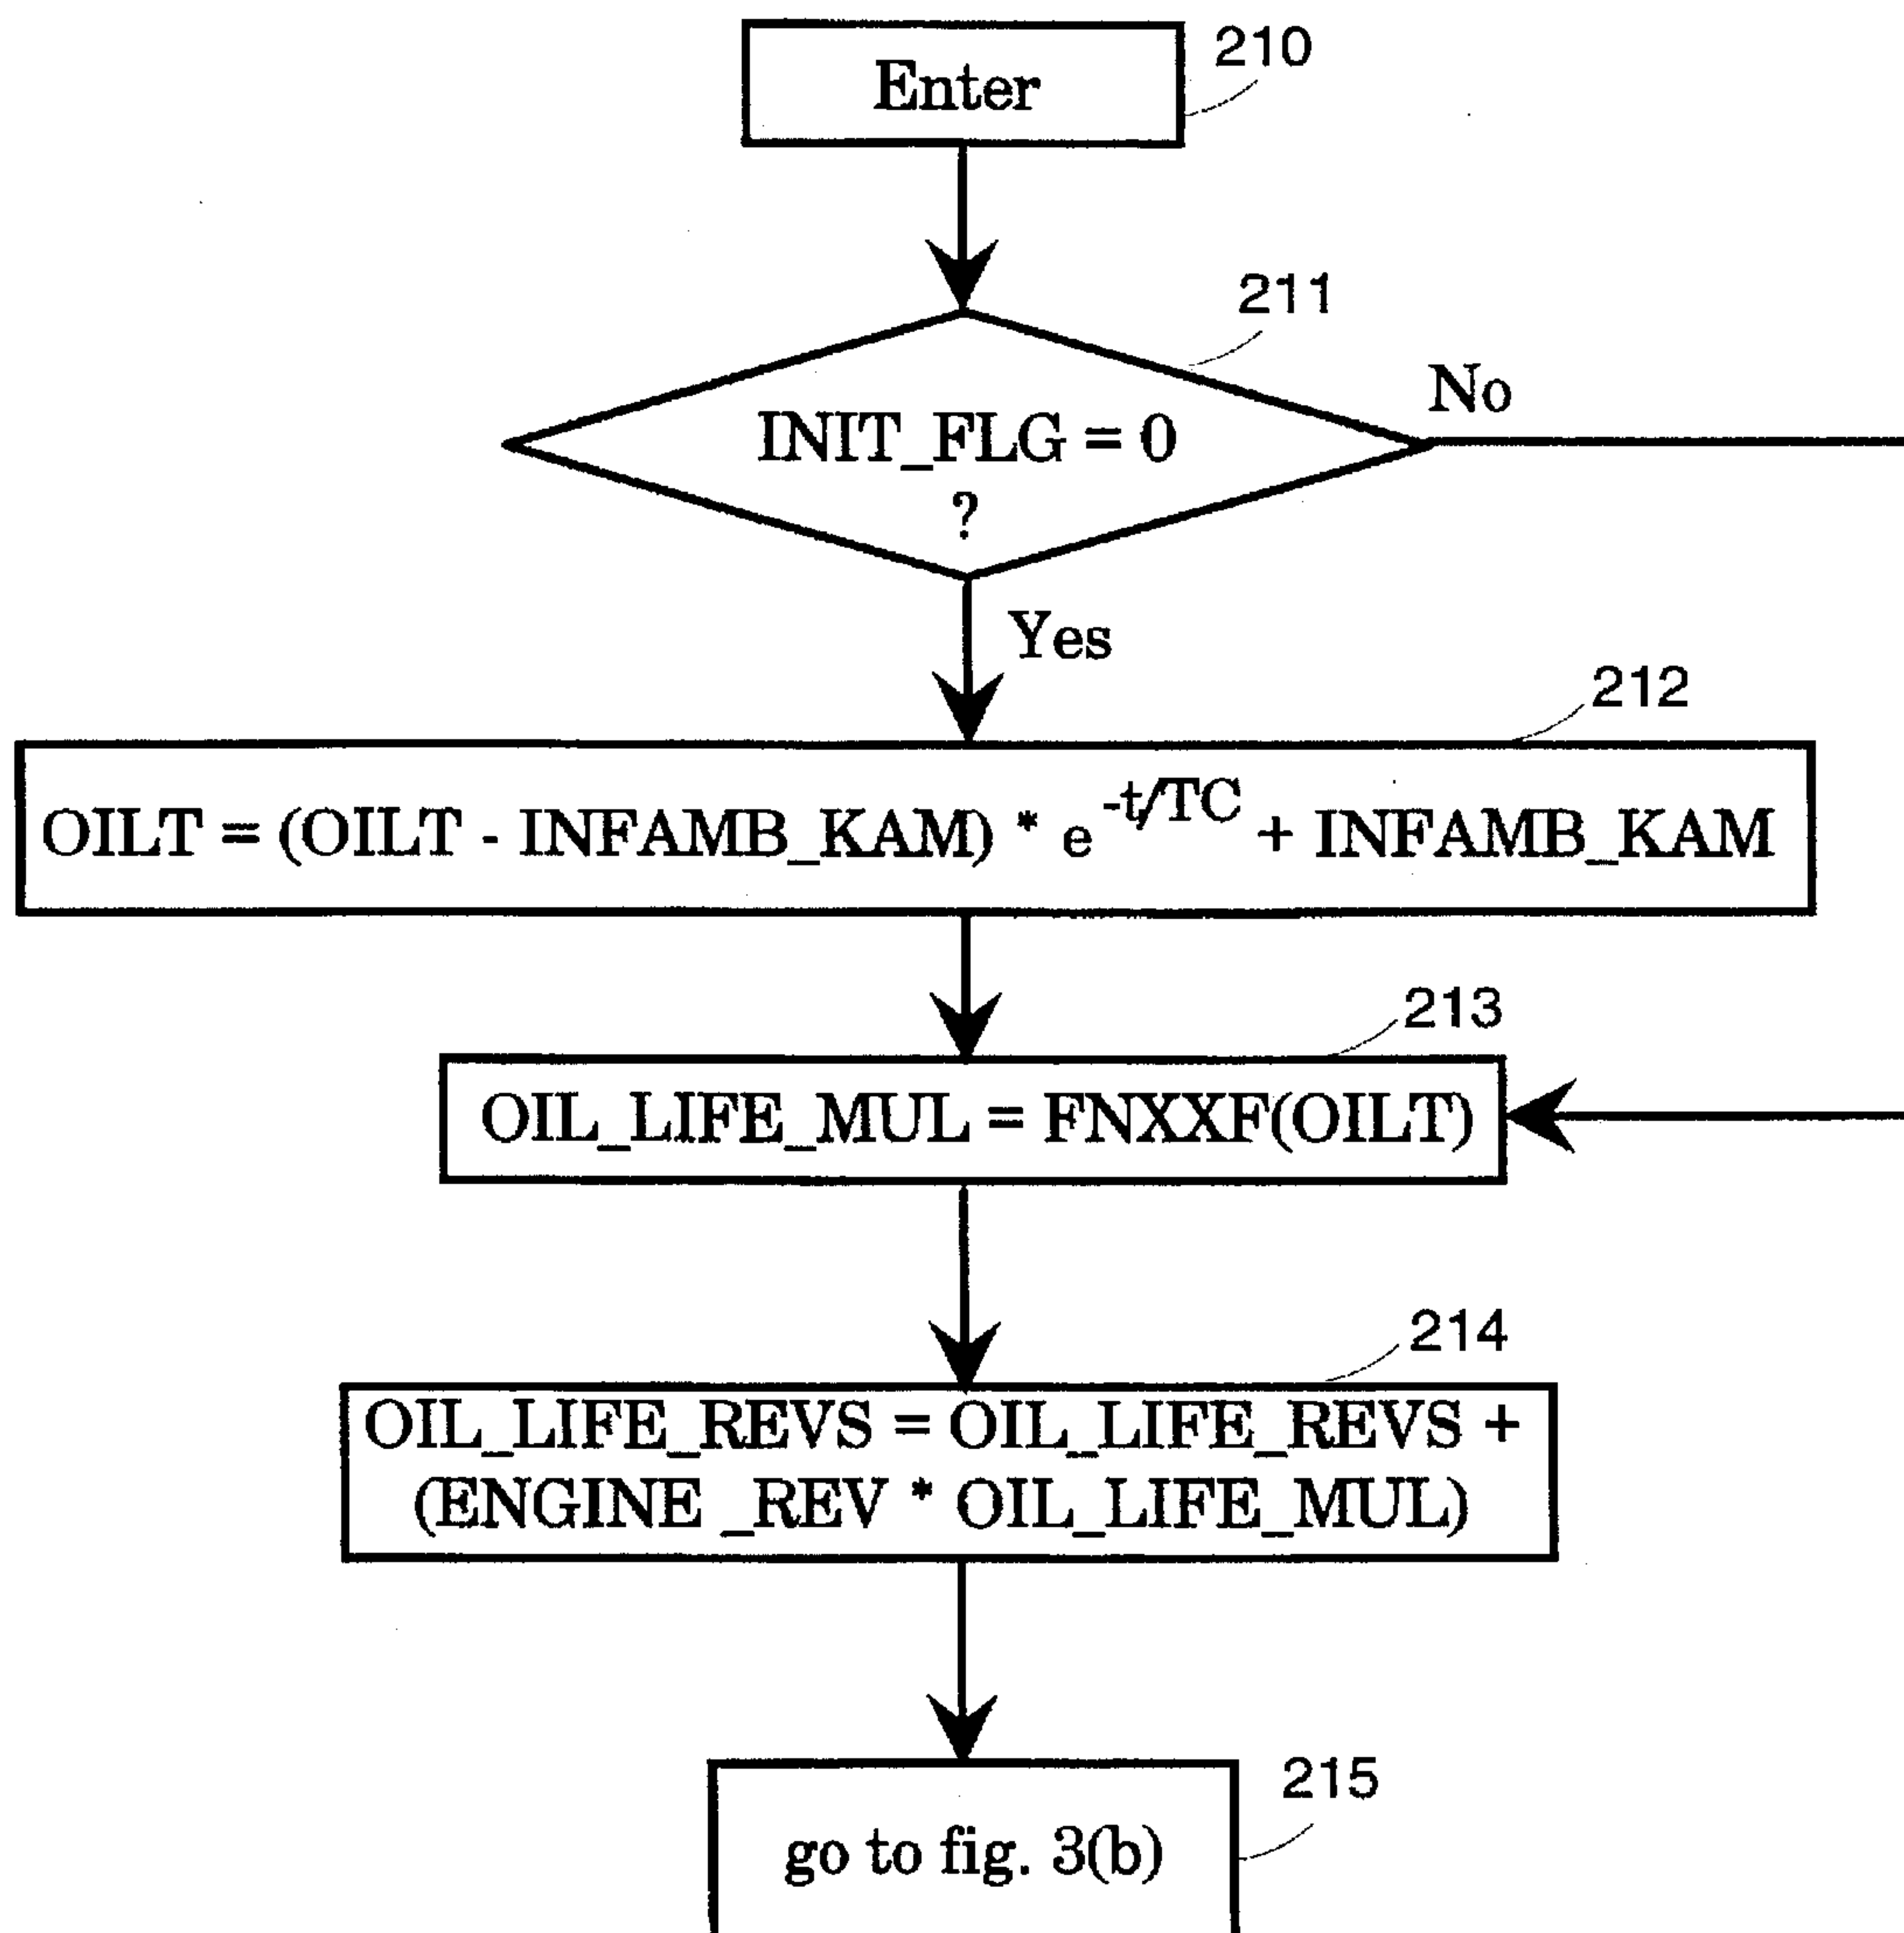 210
Enter
211
INIT_FLG = 0
?
No
Yes
212
OILT = (OILT - INFAMB_KAM) * e -t/TC + INFAMB_KAM
213
OIL_LIFE_MUL = FNXXF(OILT)
214
OIL_LIFE_REVS = OIL_LIFE_REVS +
(ENGINE _REV * OIL_LIFE_MUL)
215
go to fig. 3(b)